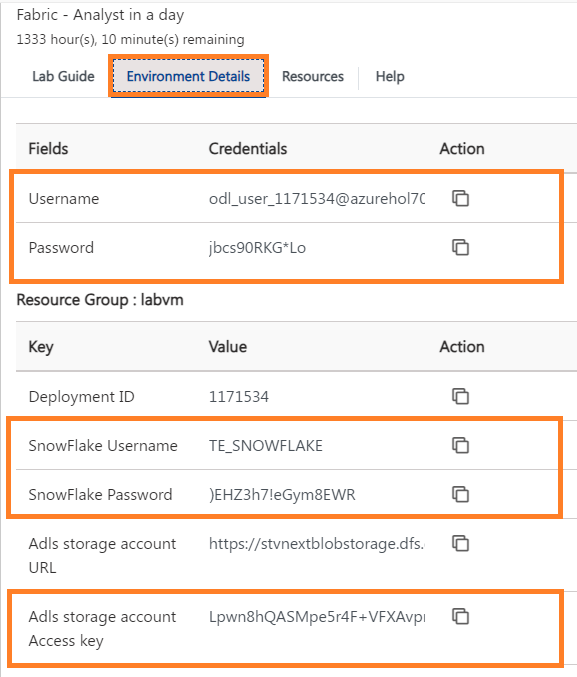 Fabric - Analyst in a day
1333 hour(s), 10 minute(s) remaining
Lab Guide Environment Details Resources Help
Fields Credentials Action
Username odl_user_1171534@azurehol70
Password jbcs90RKG*Lo
Resource Group : labvm
Key Value Action
Deployment ID 1171534
SnowFlake Username TE_SNOWFLAKE
SnowFlake Password )EHZ3h7!eGym8EWR
Adls storage account https://stvnextblobstorage.dfs.
URL
Adls storage account Lpwn8hQASMpe5r4F+VFXAvpr
Access key